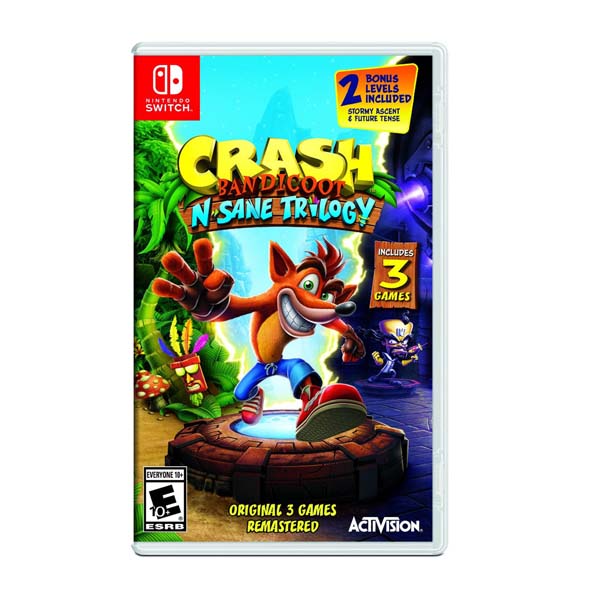 NINTENDO
SWITCH™
2 BONUS
LEVELS
INCLUDED
STORMY ASCENT
& FUTURE TENSE
CRASH
BANDICOOT
N. SANE TRILOGY
INCLUDES
3
GAMES
EVERYONE 10+
E
10+
ESRB
ORIGINAL 3 GAMES
REMASTERED
ACTIVISION